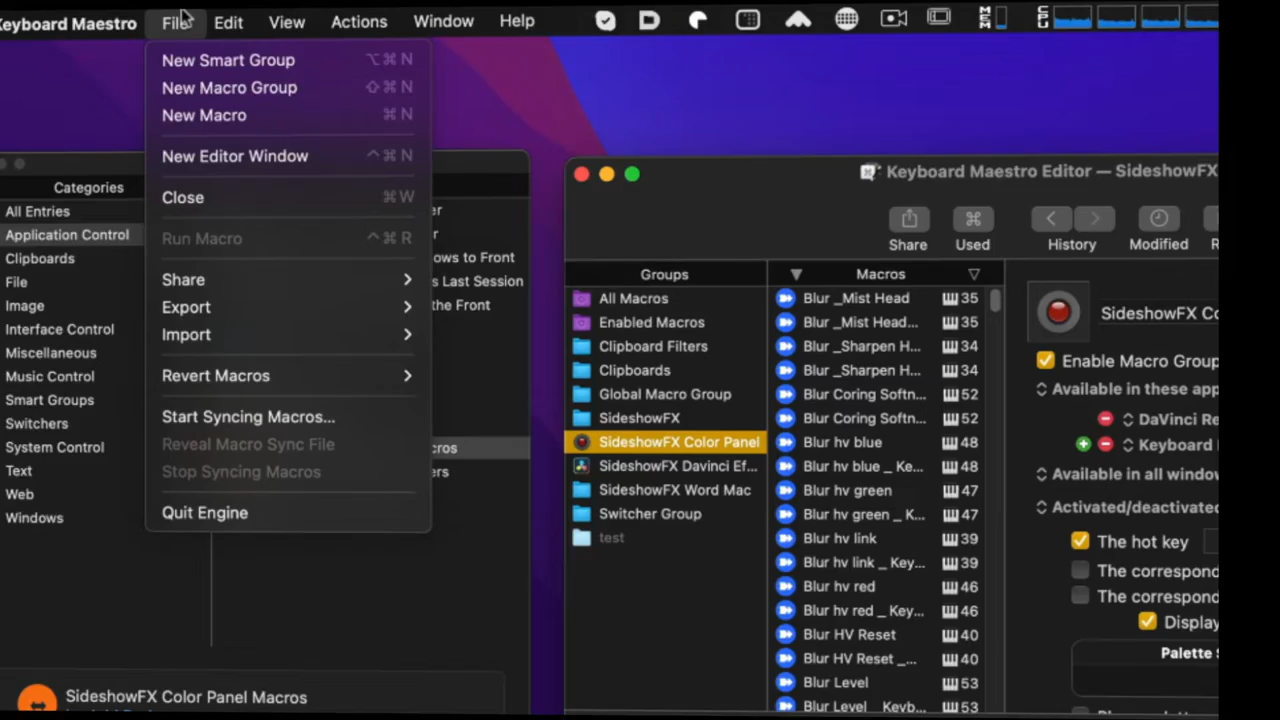 Keyboard Maestro File Edit View Actions Window Help MEM CPU
New Smart Group ⌥⌘N
New Macro Group ⇧⌘N
New Macro ⌘N
New Editor Window ^⌘N
Close ⌘W
Run Macro ^⌘R
Share
Export
Import
Revert Macros
Start Syncing Macros...
Reveal Macro Sync File
Stop Syncing Macros
Quit Engine
Categories
All Entries
Application Control
Clipboards
File
Image
Interface Control
Miscellaneous
Music Control
Smart Groups
Switchers
System Control
Text
Web
Windows
ows to Front
s Last Session
the Front
cros
ers
SideshowFX Color Panel Macros
Keyboard Maestro Editor — SideshowFX
Share Used History Modified
Groups
All Macros
Enabled Macros
Clipboard Filters
Clipboards
Global Macro Group
SideshowFX
SideshowFX Color Panel
SideshowFX Davinci Ef...
SideshowFX Word Mac
Switcher Group
test
Macros
Blur _Mist Head 35
Blur _Mist Head... 35
Blur _Sharpen H... 34
Blur _Sharpen H... 34
Blur Coring Softn... 52
Blur Coring Softn... 52
Blur hv blue 48
Blur hv blue _ Ke... 48
Blur hv green 47
Blur hv green _ K... 47
Blur hv link 39
Blur hv link _ Key... 39
Blur hv red 46
Blur hv red _ Key... 46
Blur HV Reset 40
Blur HV Reset _... 40
Blur Level 53
Blur Level Keyb... 53
SideshowFX Co
Enable Macro Group
Available in these app
DaVinci Re
Keyboard
Available in all window
Activated/deactivated
The hot key
The correspond
The correspond
Display
Palette S